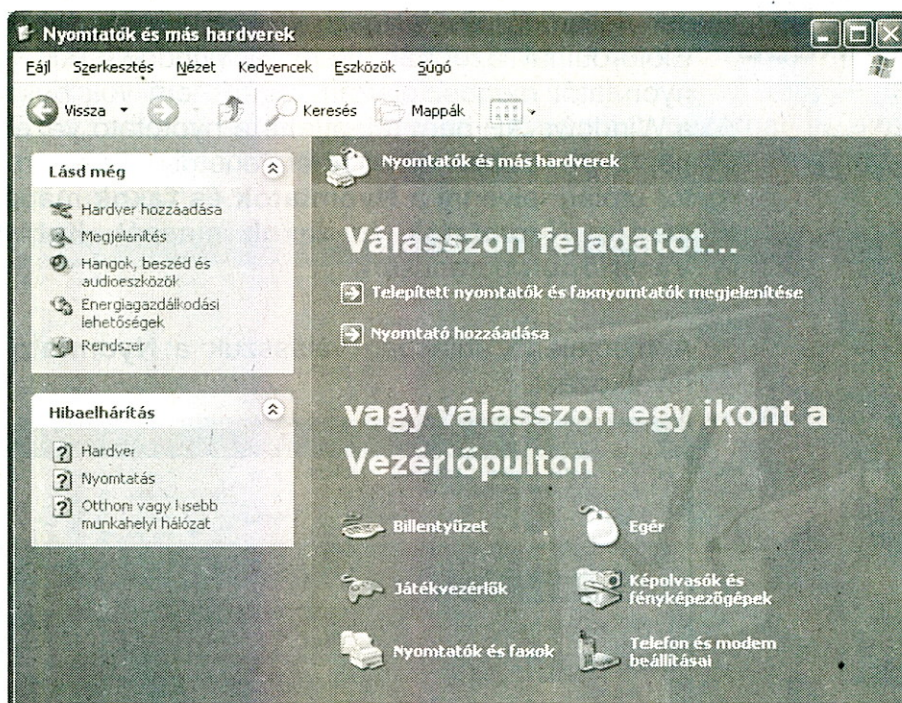 Nyomtatók és más hardverek
Fájl Szerkesztés Nézet Kedvencek Eszközök Súgó
Vissza Keresés Mappák
Lásd még
Hardver hozzáadása
Megjelenítés
Hangok, beszéd és
audioeszközök
Energiagazdálkodási
lehetőségek
Rendszer
Hibaelhárítás
Hardver
Nyomtatás
Otthoni vagy kisebb
munkahelyi hálózat
Nyomtatók és más hardverek
Válasszon feladatot...
Telepített nyomtatók és faxnyomtatók megjelenítése
Nyomtató hozzáadása
vagy válasszon egy ikont a
Vezérlőpulton
Billentyűzet
Egér
Játékvezérlők
Képolvasók és
fényképezőgépek
Nyomtatók és faxok
Telefon és modem
beállításai